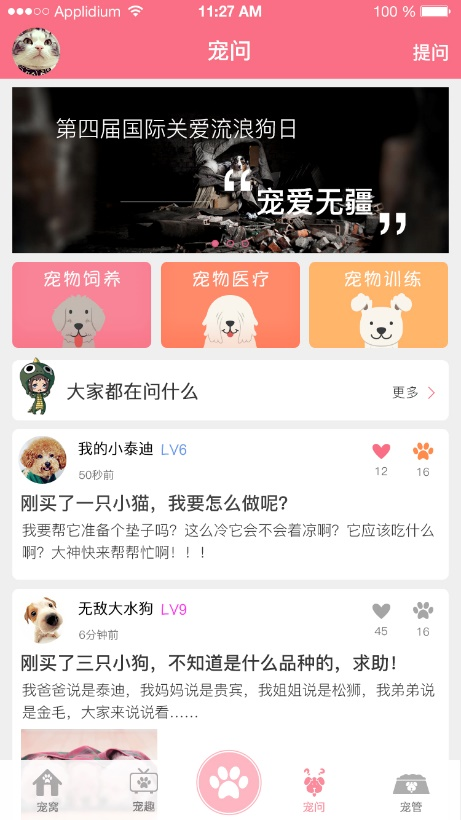 Applidium 11:27 AM 100 %
宠问
提问
第四届国际关爱流浪狗日
“宠爱无疆”
宠物饲养
宠物医疗
宠物训练
大家都在问什么
更多
我的小泰迪 LV6
50秒前
12
16
刚买了一只小猫，我要怎么做呢？
我要帮它准备个垫子吗？这么冷它会不会着凉啊？它应该吃什么
啊？大神快来帮帮忙啊！！！
无敌大水狗 LV9
6分钟前
45
16
刚买了三只小狗，不知道是什么品种的，求助！
我爸爸说是泰迪，我妈妈说是贵宾，我姐姐说是松狮，我弟弟说
是金毛，大家来说说看……
宠窝
宠趣
宠问
宠管